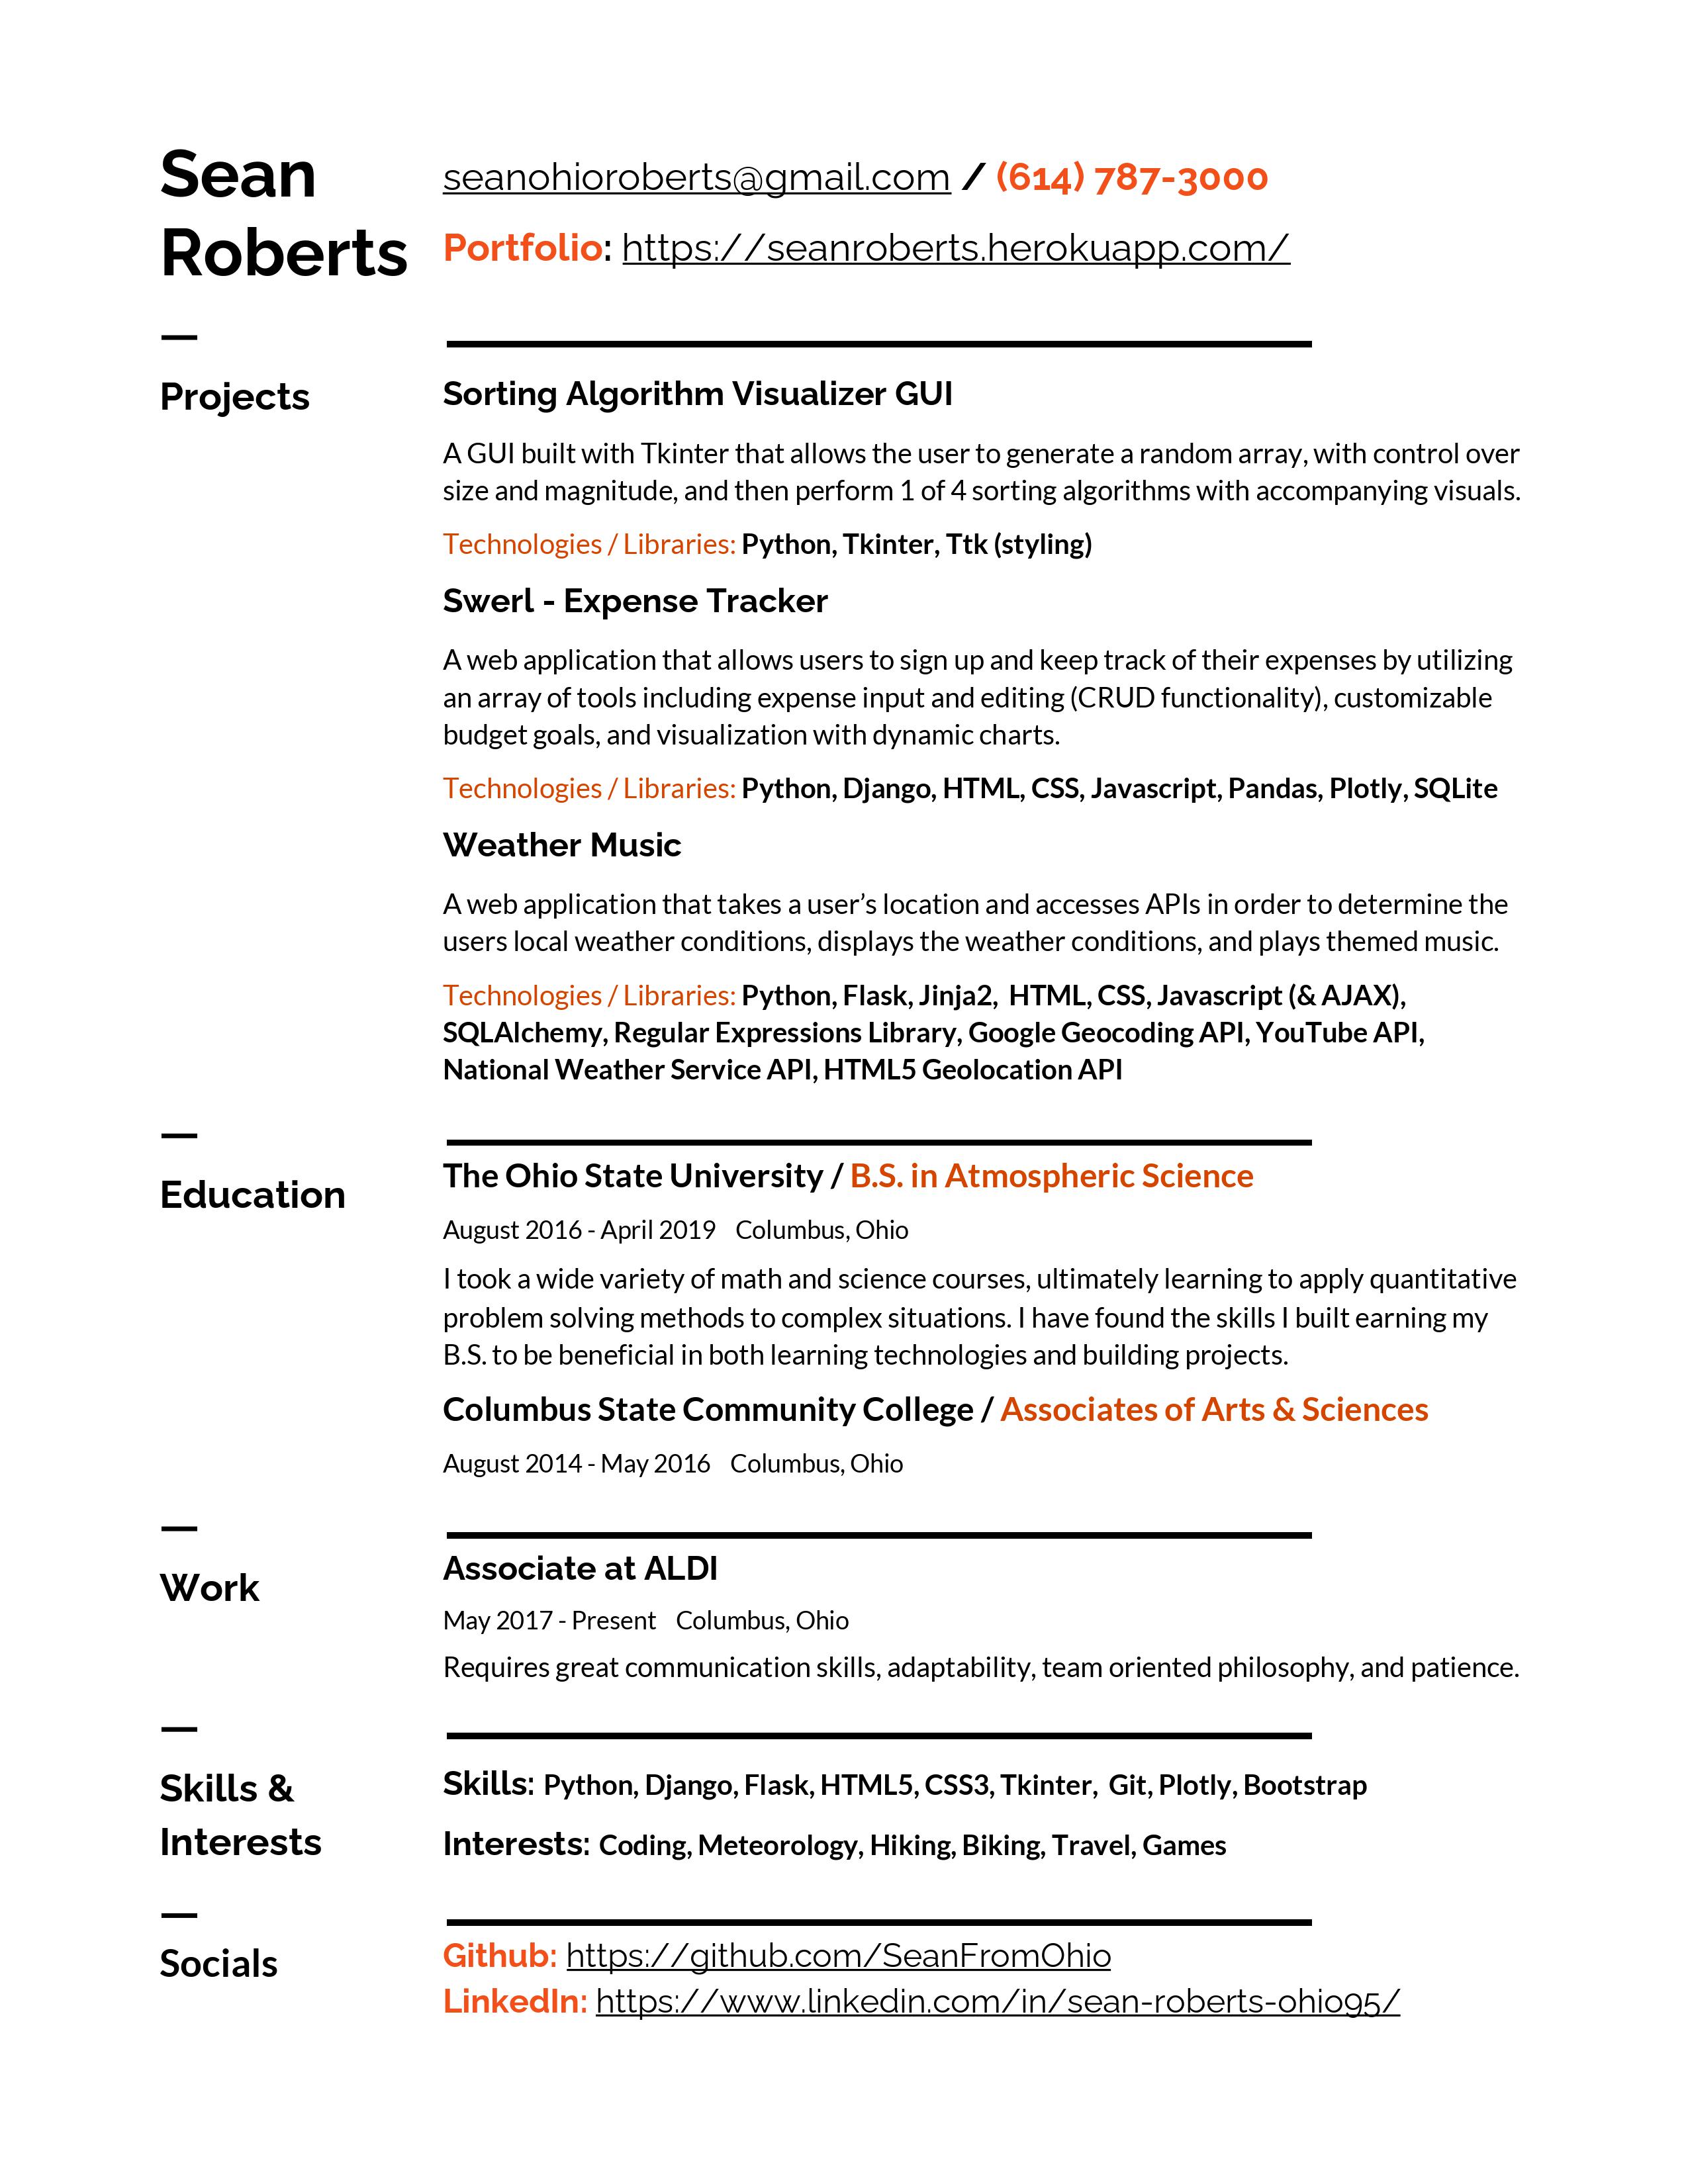 Sean
Roberts
seanohioroberts@gmail.com / (614) 787-3000
Portfolio: https://seanroberts.herokuapp.com/
—
Projects
Sorting Algorithm Visualizer GUI
A GUI built with Tkinter that allows the user to generate a random array, with control over
size and magnitude, and then perform 1 of 4 sorting algorithms with accompanying visuals.
Technologies / Libraries: Python, Tkinter, Ttk (styling)
Swerl - Expense Tracker
A web application that allows users to sign up and keep track of their expenses by utilizing
an array of tools including expense input and editing (CRUD functionality), customizable
budget goals, and visualization with dynamic charts.
Technologies / Libraries: Python, Django, HTML, CSS, Javascript, Pandas, Plotly, SQLite
Weather Music
A web application that takes a user’s location and accesses APIs in order to determine the
users local weather conditions, displays the weather conditions, and plays themed music.
Technologies / Libraries: Python, Flask, Jinja2,  HTML, CSS, Javascript (& AJAX),
SQLAlchemy, Regular Expressions Library, Google Geocoding API, YouTube API,
National Weather Service API, HTML5 Geolocation API
—
Education
The Ohio State University / B.S. in Atmospheric Science
August 2016 - April 2019   Columbus, Ohio
I took a wide variety of math and science courses, ultimately learning to apply quantitative
problem solving methods to complex situations. I have found the skills I built earning my
B.S. to be beneficial in both learning technologies and building projects.
Columbus State Community College / Associates of Arts & Sciences
August 2014 - May 2016   Columbus, Ohio
—
Work
Associate at ALDI
May 2017 - Present   Columbus, Ohio
Requires great communication skills, adaptability, team oriented philosophy, and patience.
—
Skills &
Interests
Skills: Python, Django, Flask, HTML5, CSS3, Tkinter,  Git, Plotly, Bootstrap
Interests: Coding, Meteorology, Hiking, Biking, Travel, Games
—
Socials
Github: https://github.com/SeanFromOhio
LinkedIn: https://www.linkedin.com/in/sean-roberts-ohio95/